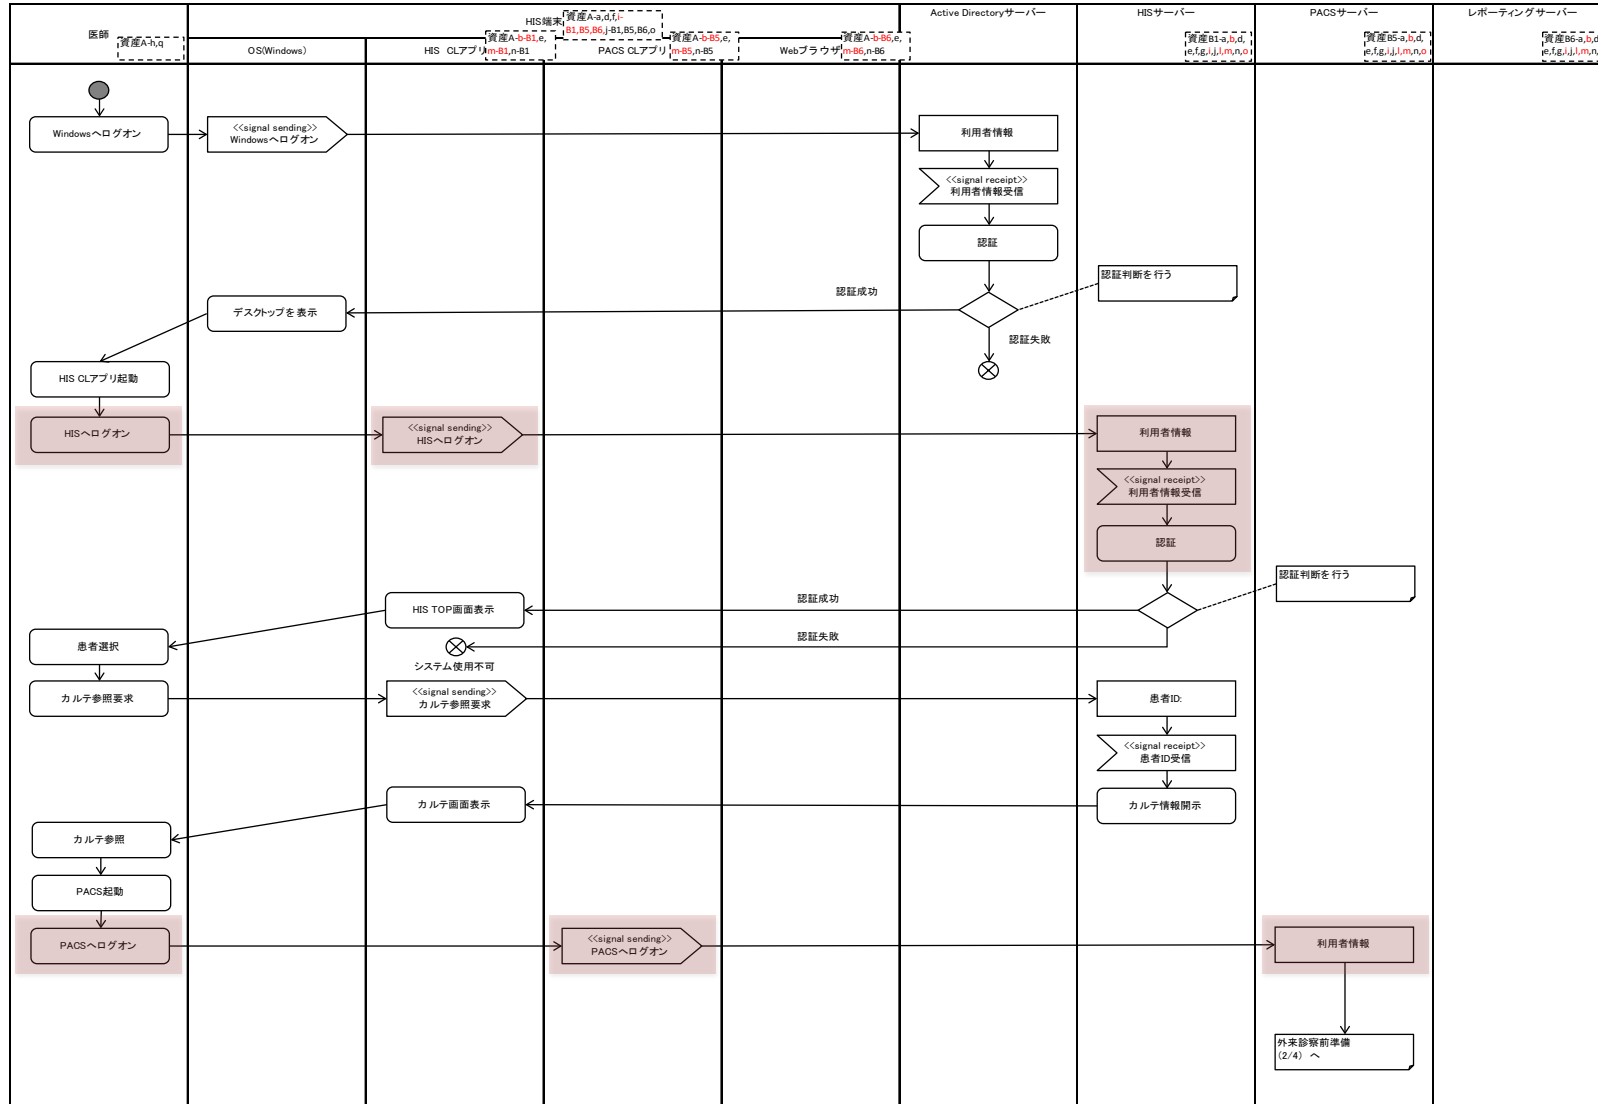 医師
資産A-h,q
HIS端末
資産A-a,d,f,i-
B1,B5,B6,j-B1,B5,B6,o
OS(Windows)
HIS CLアプリ
資産A-b-B1,e,
m-B1,n-B1
PACS CLアプリ
資産A-b-B5,e,
m-B5,n-B5
Webブラウザ
資産A-b-B6,e,
m-B6,n-B6
Active Directoryサーバー
HISサーバー
資産B1-a,b,d,
e,f,g,i,j,l,m,n,o
PACSサーバー
資産B5-a,b,d,
e,f,g,i,j,l,m,n,o
レポーティングサーバー
資産B6-a,b,d
e,f,g,i,j,l,m,n,
Windowsへログオン
<<signal sending>>
Windowsへログオン
利用者情報
<<signal receipt>>
利用者情報受信
認証
認証判断を行う
認証成功
デスクトップを表示
認証失敗
HIS CLアプリ起動
HISへログオン
<<signal sending>>
HISへログオン
利用者情報
<<signal receipt>>
利用者情報受信
認証
認証判断を行う
認証成功
HIS TOP画面表示
認証失敗
システム使用不可
患者選択
カルテ参照要求
<<signal sending>>
カルテ参照要求
患者ID:
<<signal receipt>>
患者ID受信
カルテ画面表示
カルテ情報開示
カルテ参照
PACS起動
PACSへログオン
<<signal sending>>
PACSへログオン
利用者情報
外来診察前準備
(2/4) へ